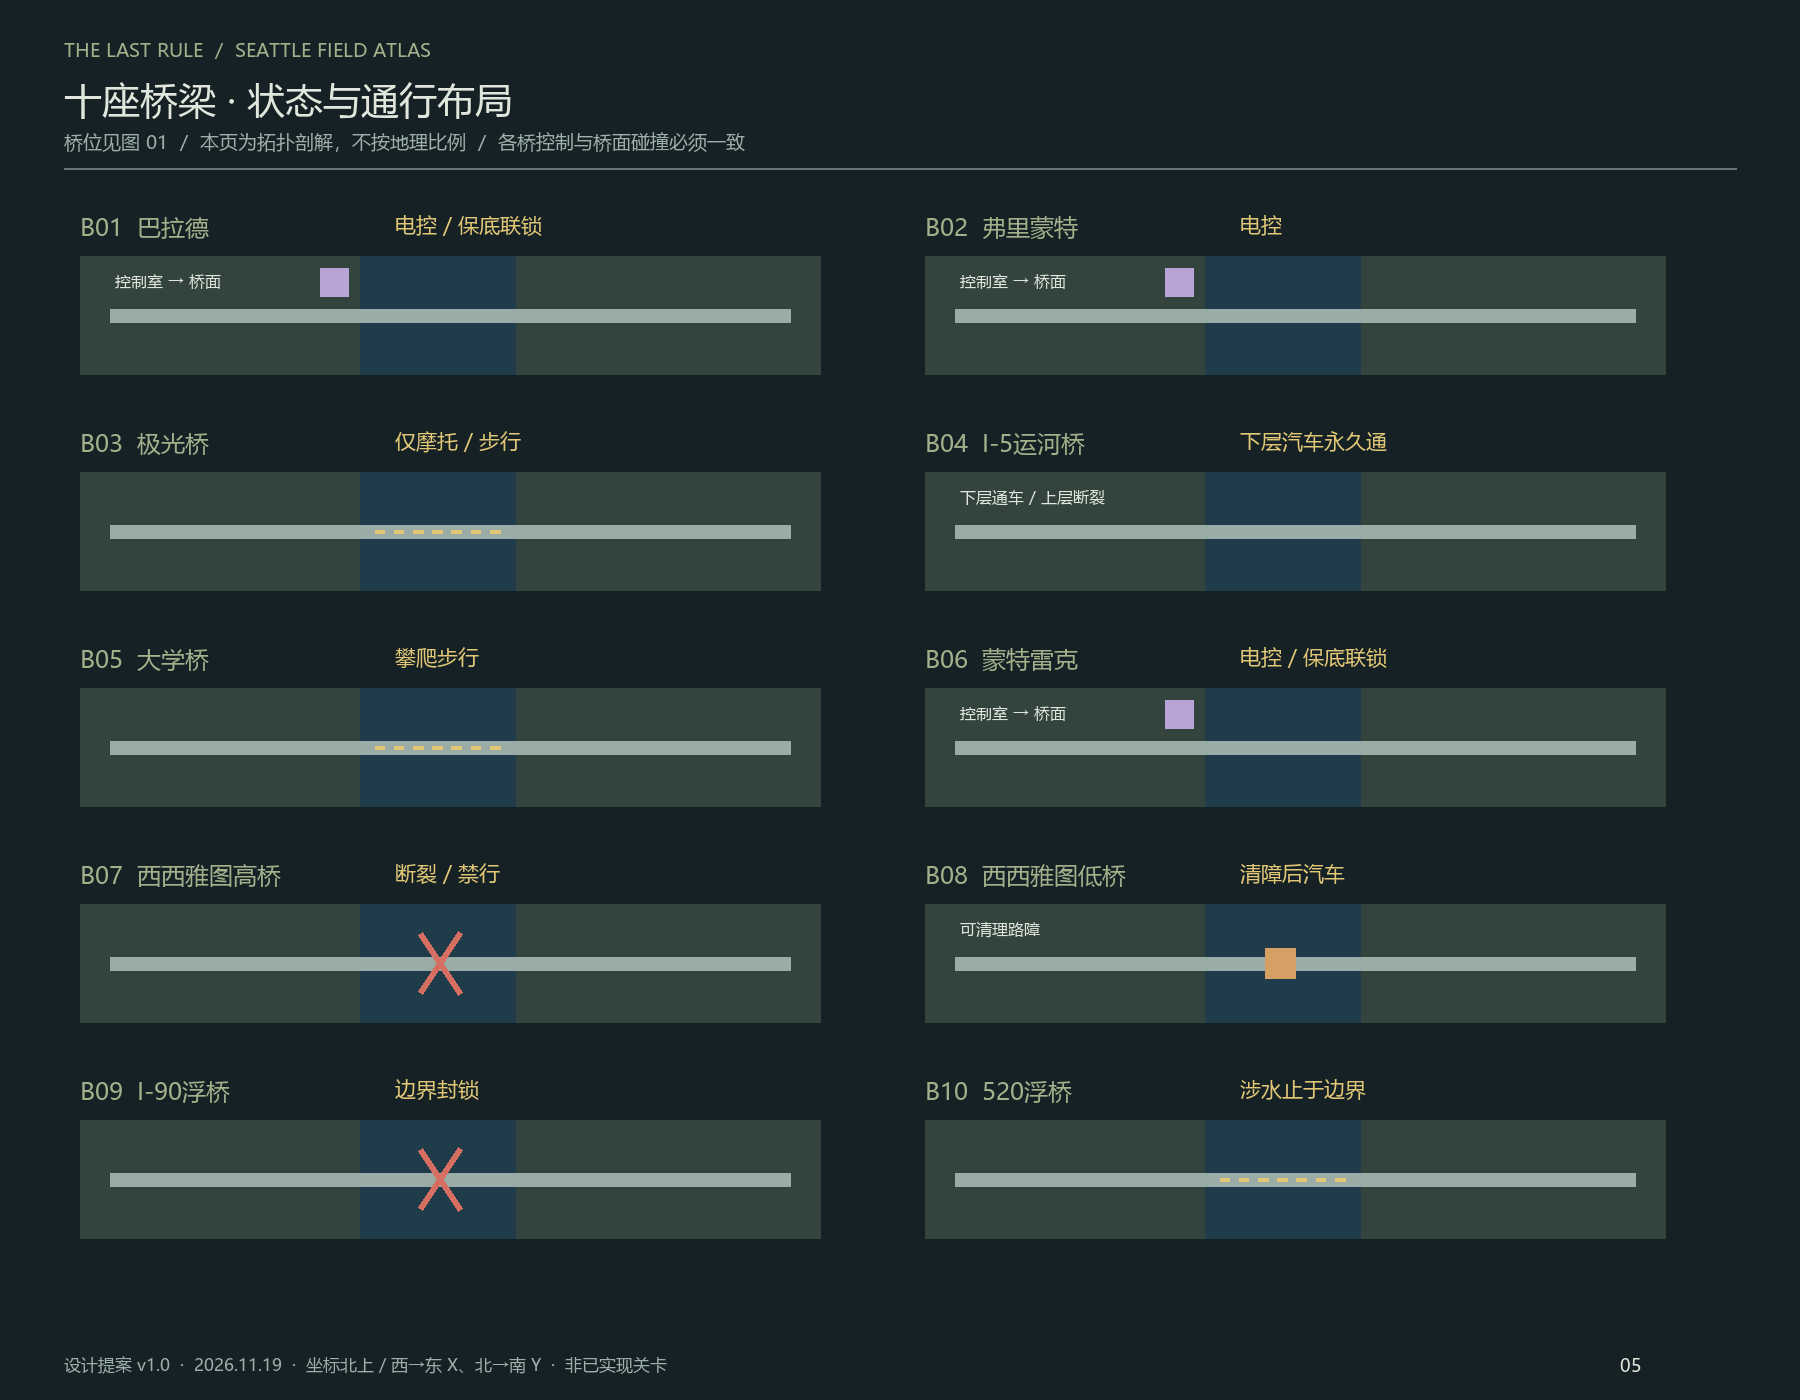 THE LAST RULE / SEATTLE FIELD ATLAS
十座桥梁 · 状态与通行布局
桥位见图 01 / 本页为拓扑剖解，不按地理比例 / 各桥控制与桥面碰撞必须一致
B01 巴拉德 电控 / 保底联锁
控制室 → 桥面
B02 弗里蒙特 电控
控制室 → 桥面
B03 极光桥 仅摩托 / 步行
B04 I-5运河桥 下层汽车永久通
下层通车 / 上层断裂
B05 大学桥 攀爬步行
B06 蒙特雷克 电控 / 保底联锁
控制室 → 桥面
B07 西西雅图高桥 断裂 / 禁行
B08 西西雅图低桥 清障后汽车
可清理路障
B09 I-90浮桥 边界封锁
B10 520浮桥 涉水止于边界
设计提案 v1.0 · 2026.11.19 · 坐标北上 / 西→东 X、北→南 Y · 非已实现关卡
05